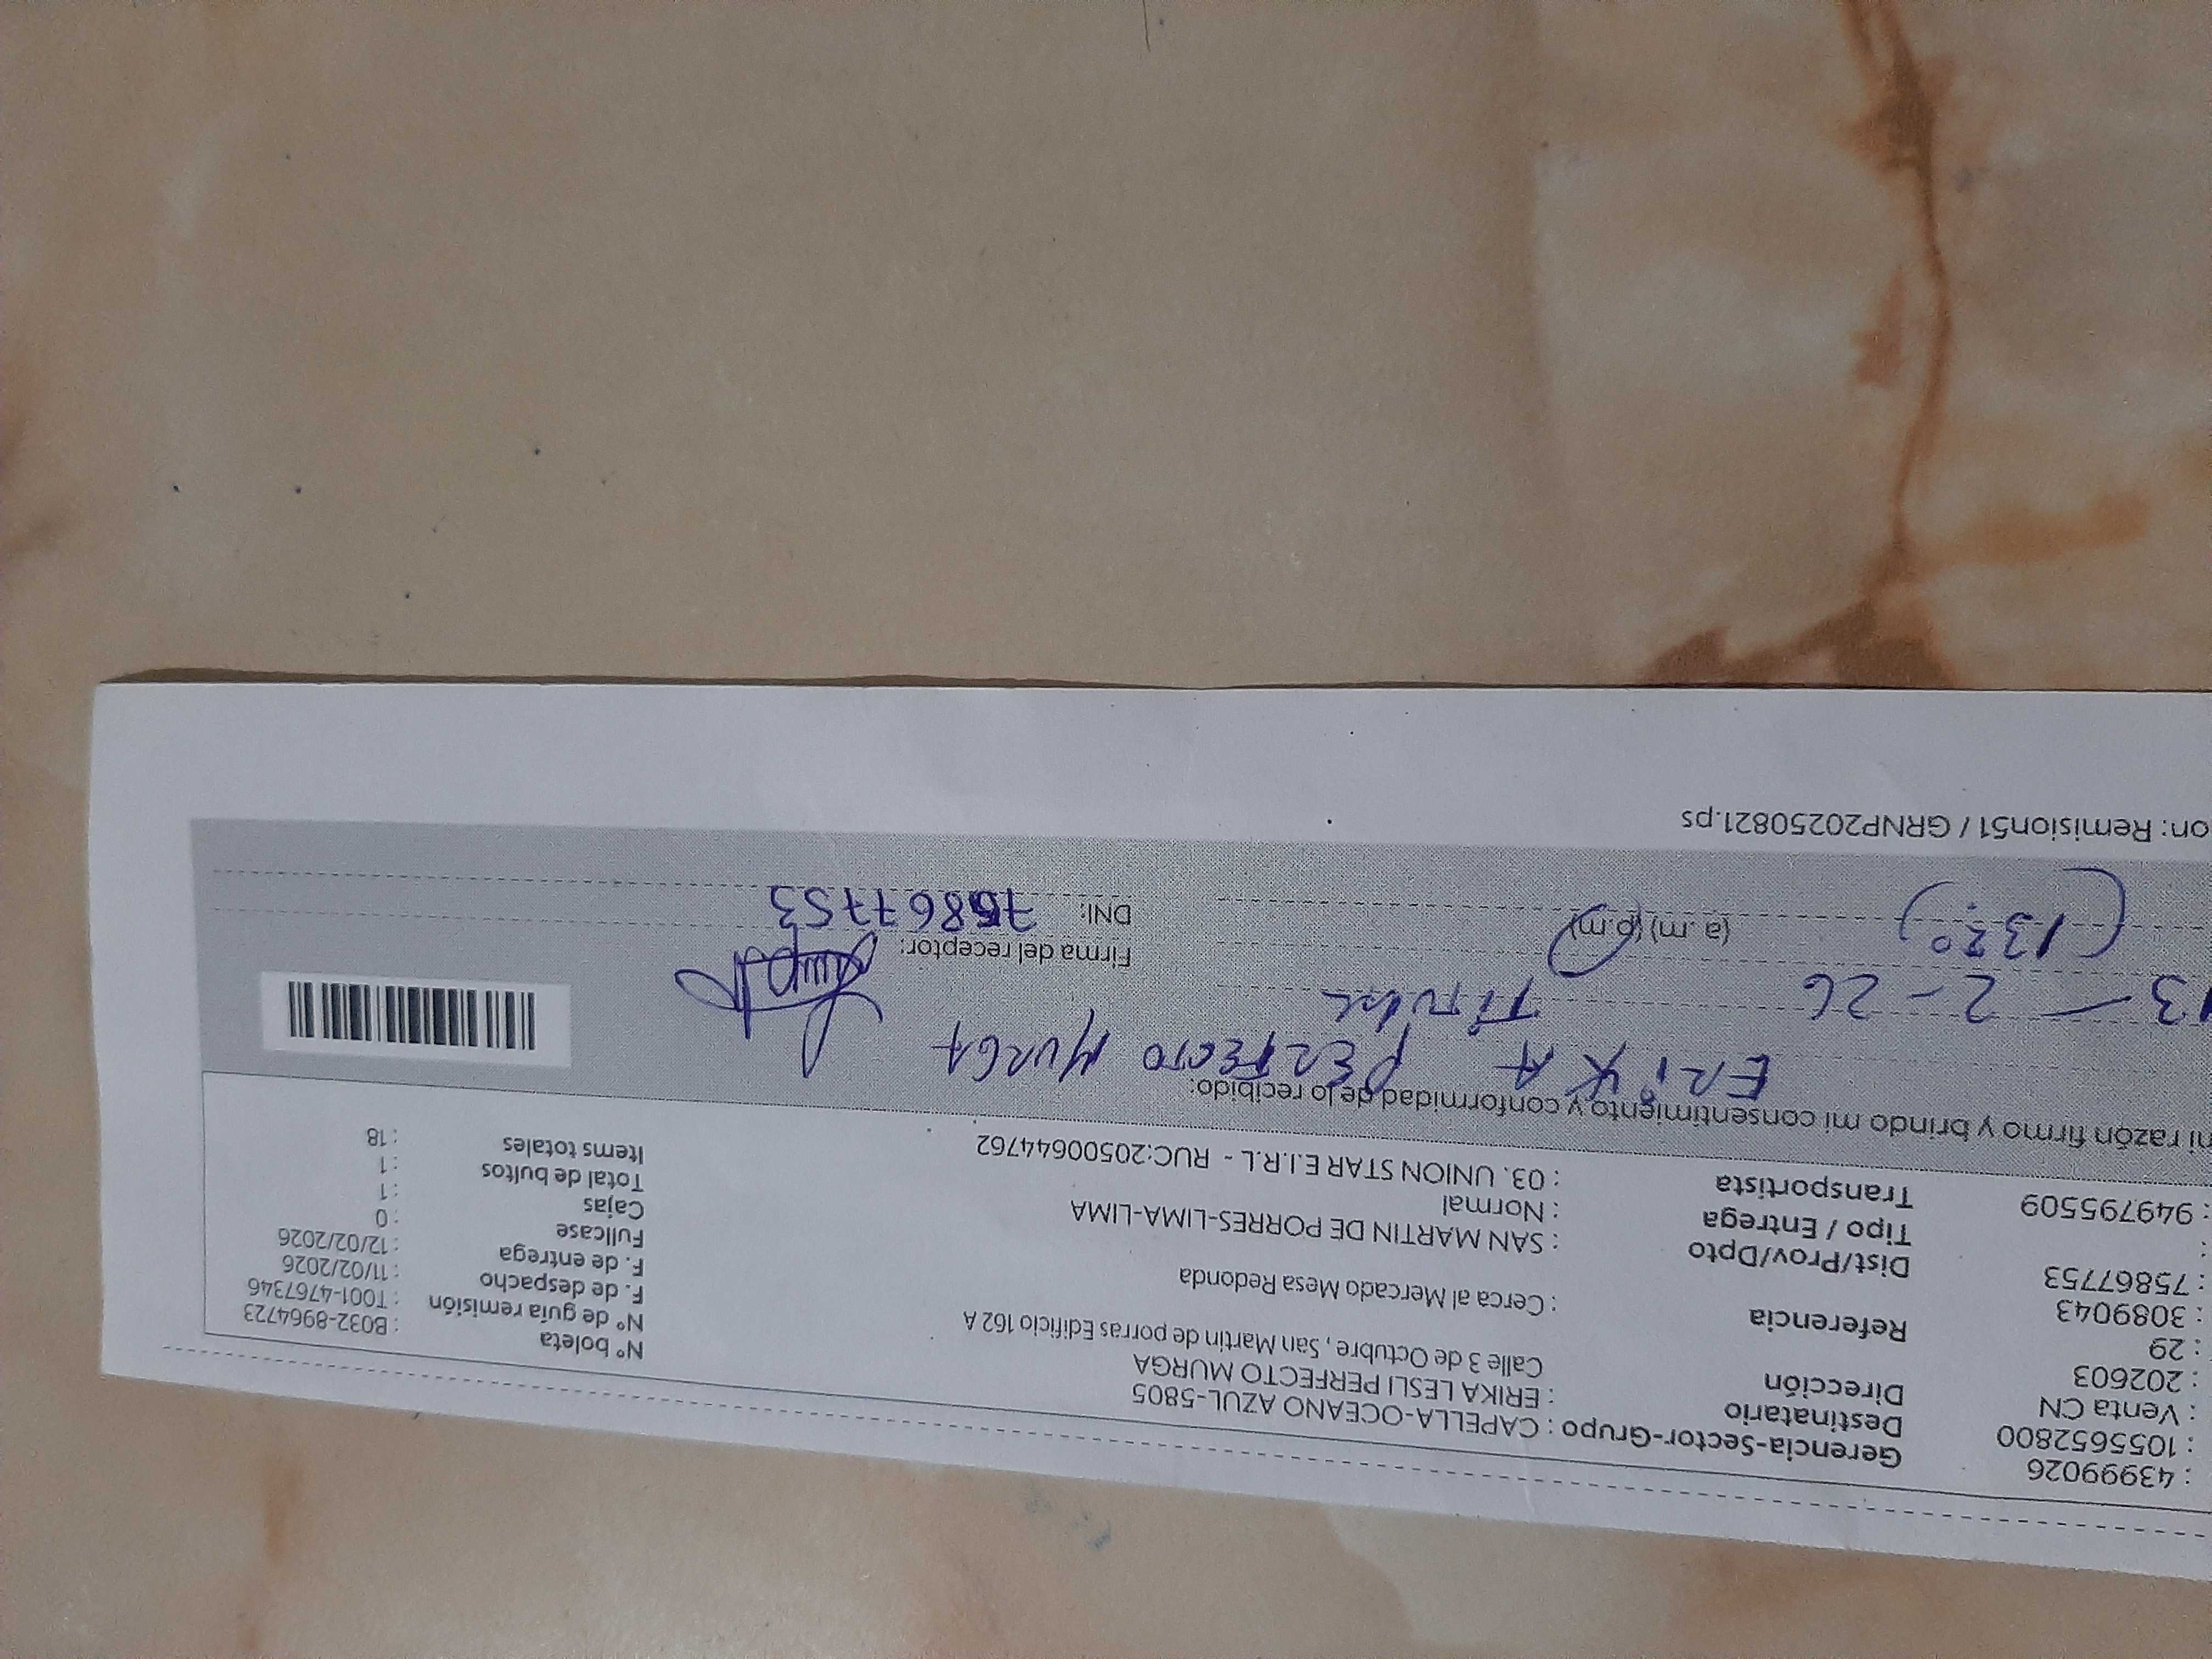 : 43999026
: 1055652800
: Venta CN
: 202603
: 29
: 3089043
: 75867753
:
: 949795509
Gerencia-Sector-Grupo : CAPELLA-OCEANO AZUL-5805
Destinatario : ERIKA LESLI PERFECTO MURGA
Dirección Calle 3 de Octubre, San Martin de porras Edificio 162 A
Referencia : Cerca al Mercado Mesa Redonda
Dist/Prov/Dpto : SAN MARTIN DE PORRES-LIMA-LIMA
Tipo / Entrega : Normal
Transportista : 03. UNION STAR E.I.R.L - RUC:20500644762
N° boleta : B032-8964723
N° de guía remisión : T001-4767346
F. de despacho : 11/02/2026
F. de entrega : 12/02/2026
Fullcase : 0
Cajas : 1
Total de bultos : 1
Items totales : 18
ni razón firmo y brindo mi consentimiento y conformidad de lo recibido:
ERiKA PERFECTO MURGA
13 - 2 - 26
(a.m) (p.m)
Firma del receptor:
DNI: 75867753
on: Remision51 / GRNP20250821.ps